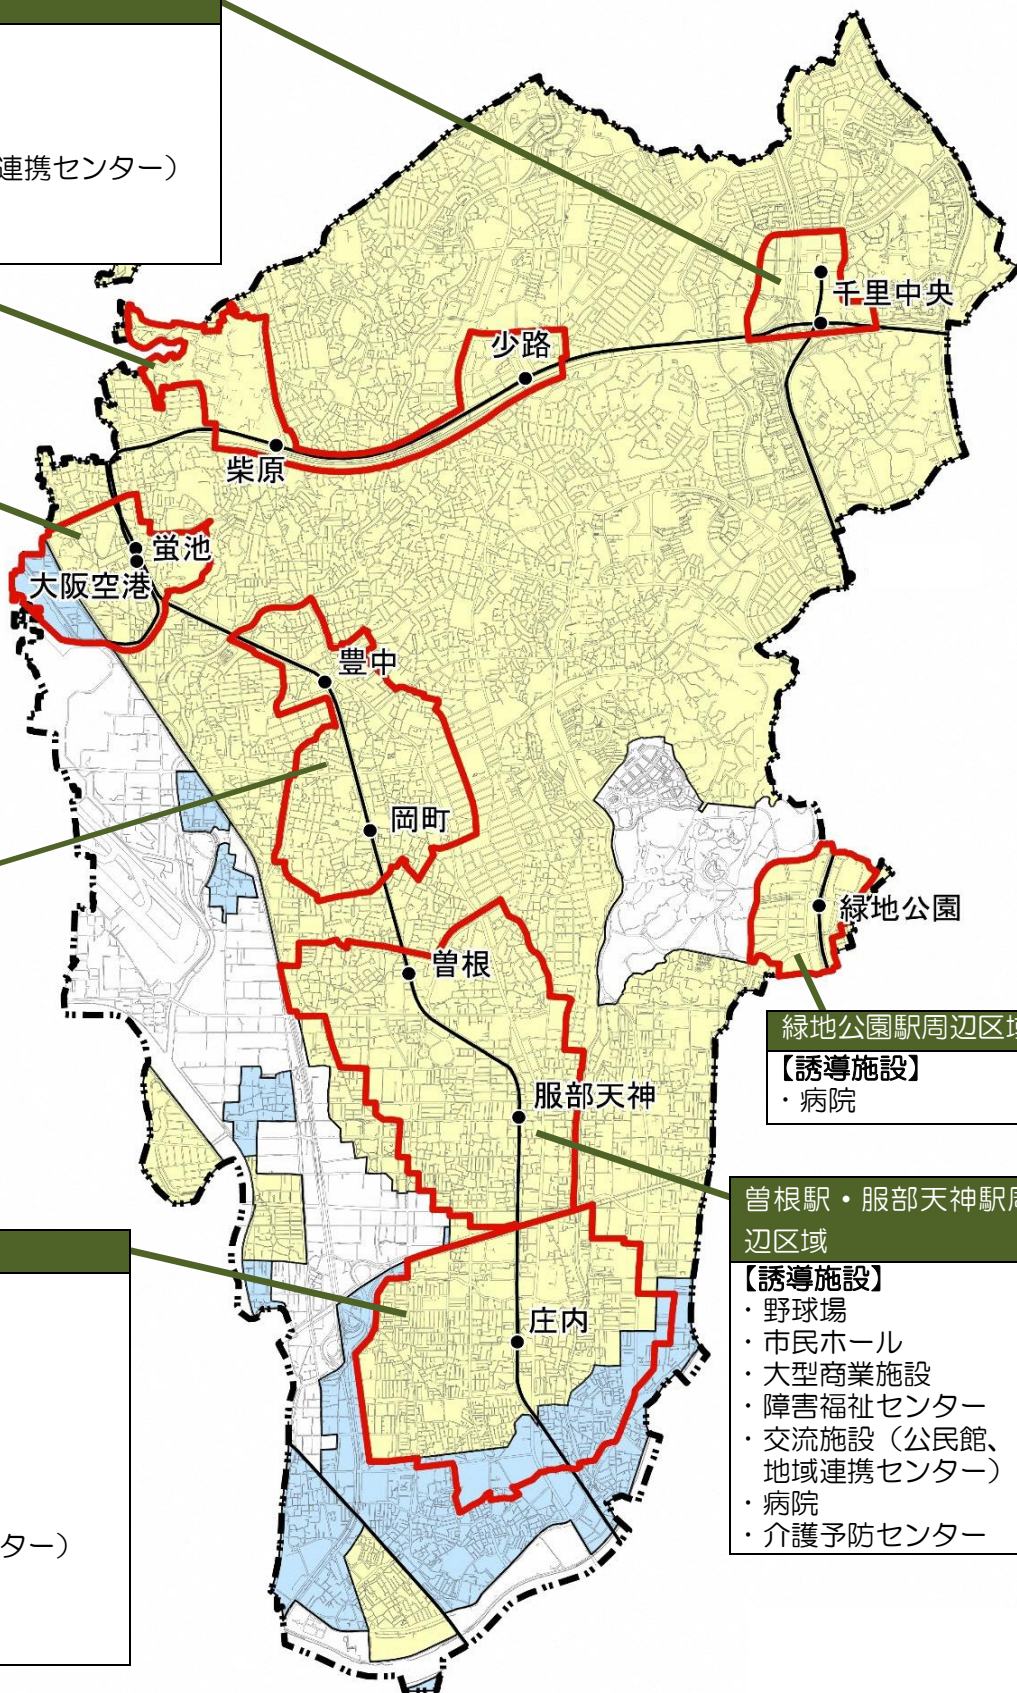 連携センター）
千里中央
少路
柴原
蛍池
大阪空港
豊中
岡町
緑地公園
曽根
緑地公園駅周辺区域
【誘導施設】
・病院
服部天神
曽根駅・服部天神駅周
辺区域
【誘導施設】
・野球場
・市民ホール
・大型商業施設
・障害福祉センター
・交流施設（公民館、
地域連携センター）
・病院
・介護予防センター
庄内
ター）